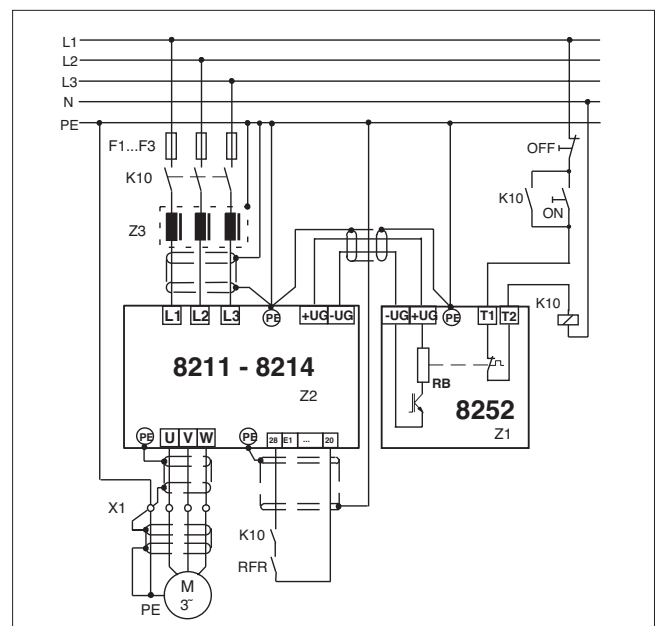 L1
L2
L3
N
PE
F1...F3
OFF
K10
K10
ON
Z3
K10
L1 L2 L3 PE +UG -UG
-UG +UG PE T1 T2
8211 - 8214
Z2
RB
8252
Z1
PE U V W PE 28 E1 ... 20
X1
K10
RFR
M
3~
PE